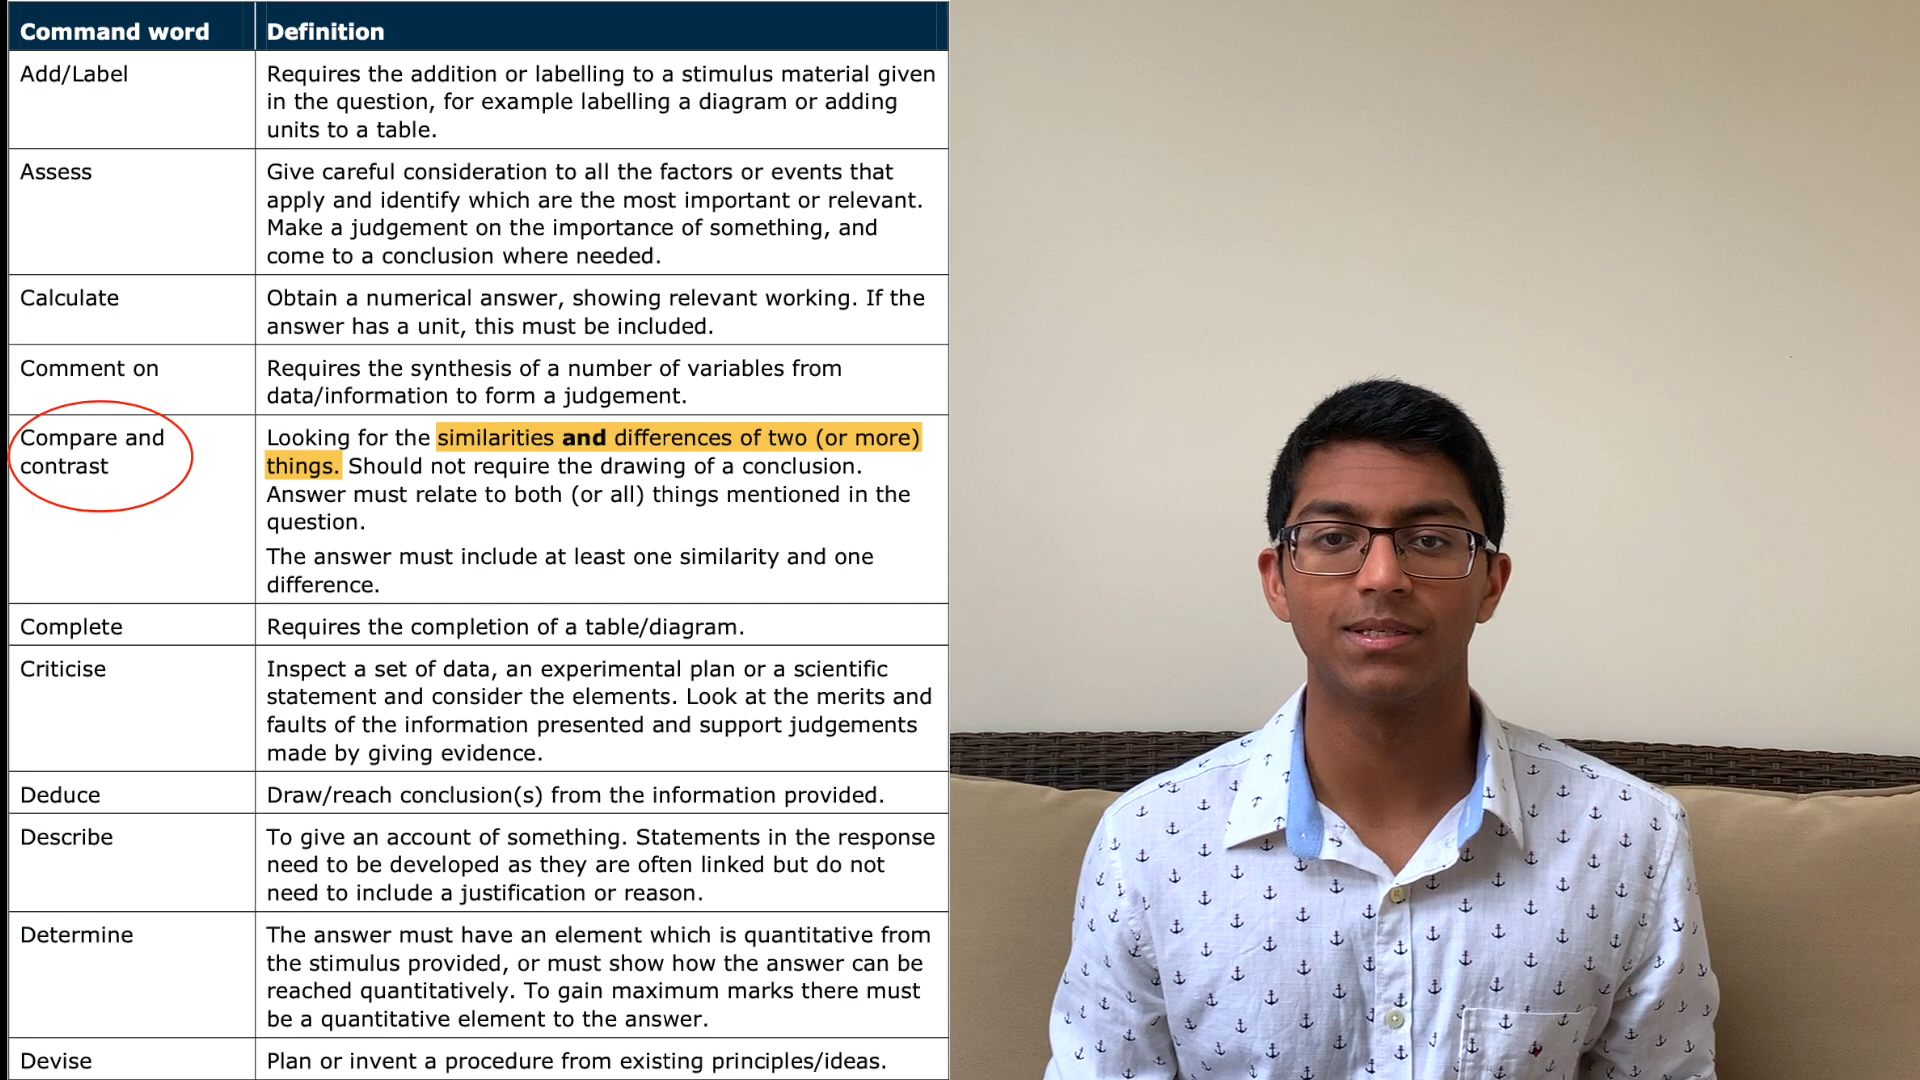 Command word Definition
Add/Label Requires the addition or labelling to a stimulus material given
in the question, for example labelling a diagram or adding
units to a table.
Assess Give careful consideration to all the factors or events that
apply and identify which are the most important or relevant.
Make a judgement on the importance of something, and
come to a conclusion where needed.
Calculate Obtain a numerical answer, showing relevant working. If the
answer has a unit, this must be included.
Comment on Requires the synthesis of a number of variables from
data/information to form a judgement.
Compare and Looking for the similarities and differences of two (or more)
contrast things. Should not require the drawing of a conclusion.
Answer must relate to both (or all) things mentioned in the
question.
The answer must include at least one similarity and one
difference.
Complete Requires the completion of a table/diagram.
Criticise Inspect a set of data, an experimental plan or a scientific
statement and consider the elements. Look at the merits and
faults of the information presented and support judgements
made by giving evidence.
Deduce Draw/reach conclusion(s) from the information provided.
Describe To give an account of something. Statements in the response
need to be developed as they are often linked but do not
need to include a justification or reason.
Determine The answer must have an element which is quantitative from
the stimulus provided, or must show how the answer can be
reached quantitatively. To gain maximum marks there must
be a quantitative element to the answer.
Devise Plan or invent a procedure from existing principles/ideas.